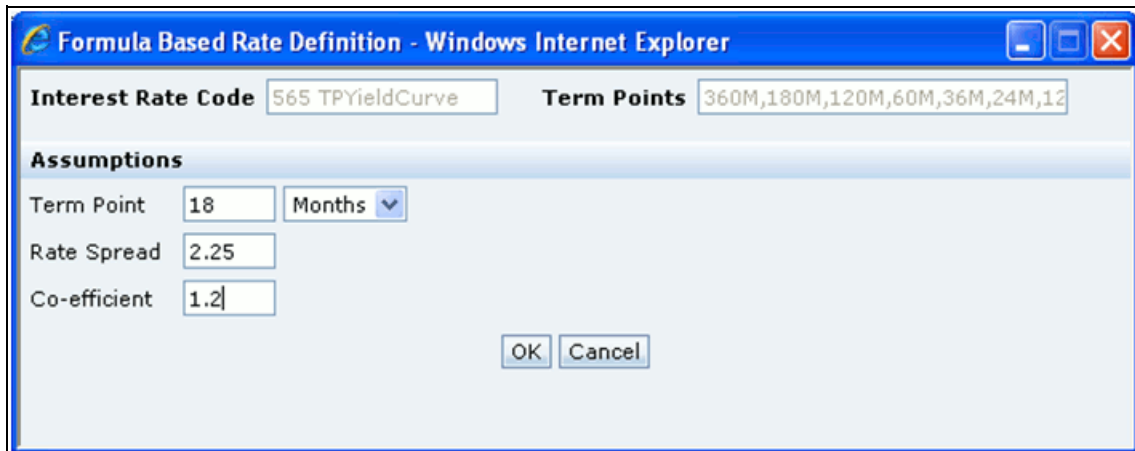 Formula Based Rate Definition - Windows Internet Explorer
Interest Rate Code 565 TPYieldCurve Term Points 360M,180M,120M,60M,36M,24M,12
Assumptions
Term Point 18 Months
Rate Spread 2.25
Co-efficient 1.2
OK Cancel